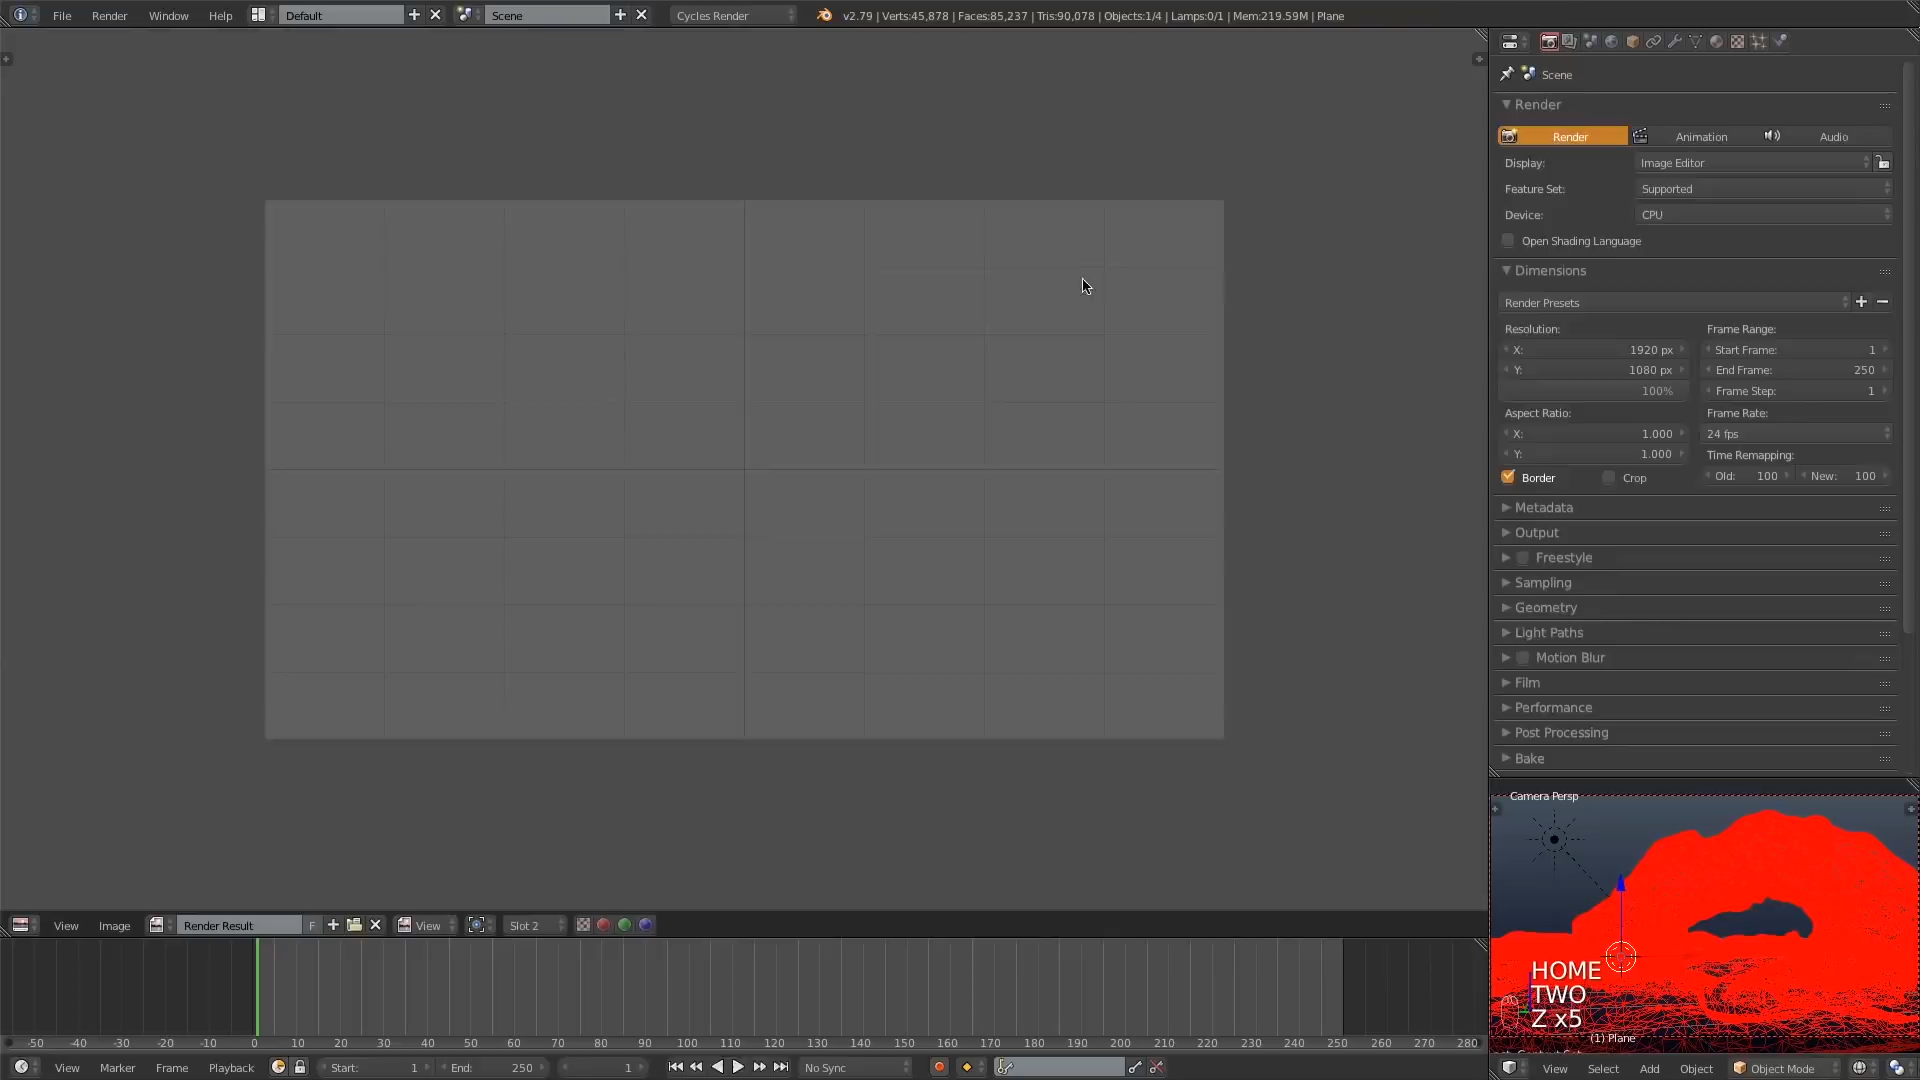 File Render Window Help Default Scene Cycles Render v2.79 | Verts:45,878 | Faces:85,237 | Tris:90,078 | Objects:1/4 | Lamps:0/1 | Mem:219.59M | Plane
Scene
Render
Render Animation Audio
Display: Image Editor
Feature Set: Supported
Device: CPU
Open Shading Language
Dimensions
Render Presets
Resolution: Frame Range:
X: 1920 px Start Frame: 1
Y: 1080 px End Frame: 250
100% Frame Step: 1
Aspect Ratio: Frame Rate:
X: 1.000 24 fps
Y: 1.000 Time Remapping:
Border Crop Old: 100 New: 100
Metadata
Output
Freestyle
Sampling
Geometry
Light Paths
Motion Blur
Film
Performance
Post Processing
Bake
Camera Persp
HOME
TWO
Z x5
(1) Plane
View Image Render Result F View Slot 2
-50 -40 -30 -20 -10 0 10 20 30 40 50 60 70 80 90 100 110 120 130 140 150 160 170 180 190 200 210 220 230 240 250 260 270 280
View Marker Frame Playback Start: 1 End: 250 1 No Sync
View Select Add Object Object Mode